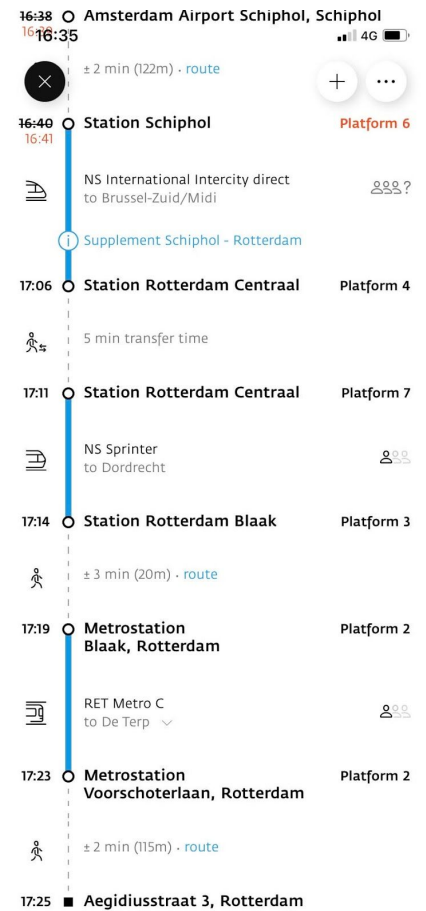 16:38 Amsterdam Airport Schiphol, Schiphol
16:35
4G
± 2 min (122m) · route
16:40 Station Schiphol Platform 6
16:41
NS International Intercity direct ?
to Brussel-Zuid/Midi
i Supplement Schiphol - Rotterdam
17:06 Station Rotterdam Centraal Platform 4
5 min transfer time
17:11 Station Rotterdam Centraal Platform 7
NS Sprinter
to Dordrecht
17:14 Station Rotterdam Blaak Platform 3
± 3 min (20m) · route
17:19 Metrostation Platform 2
Blaak, Rotterdam
RET Metro C
to De Terp
17:23 Metrostation Platform 2
Voorschoterlaan, Rotterdam
± 2 min (115m) · route
17:25 Aegidiusstraat 3, Rotterdam